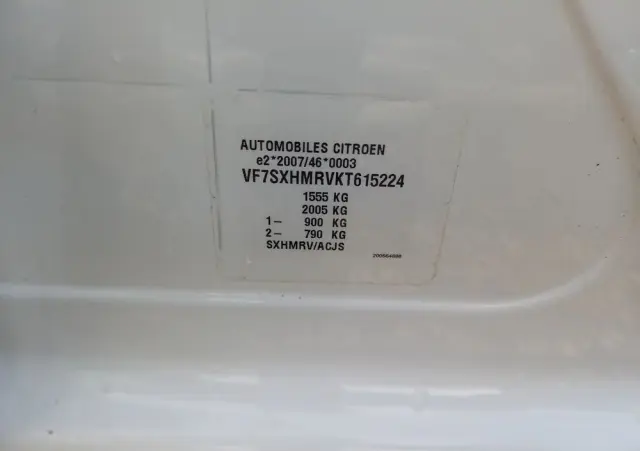 AUTOMOBILES CITROEN
e2*2007/46*0003
VF7SXHMRVKT615224
1555 KG
2005 KG
1- 900 KG
2- 790 KG
SXHMRV/ACJS